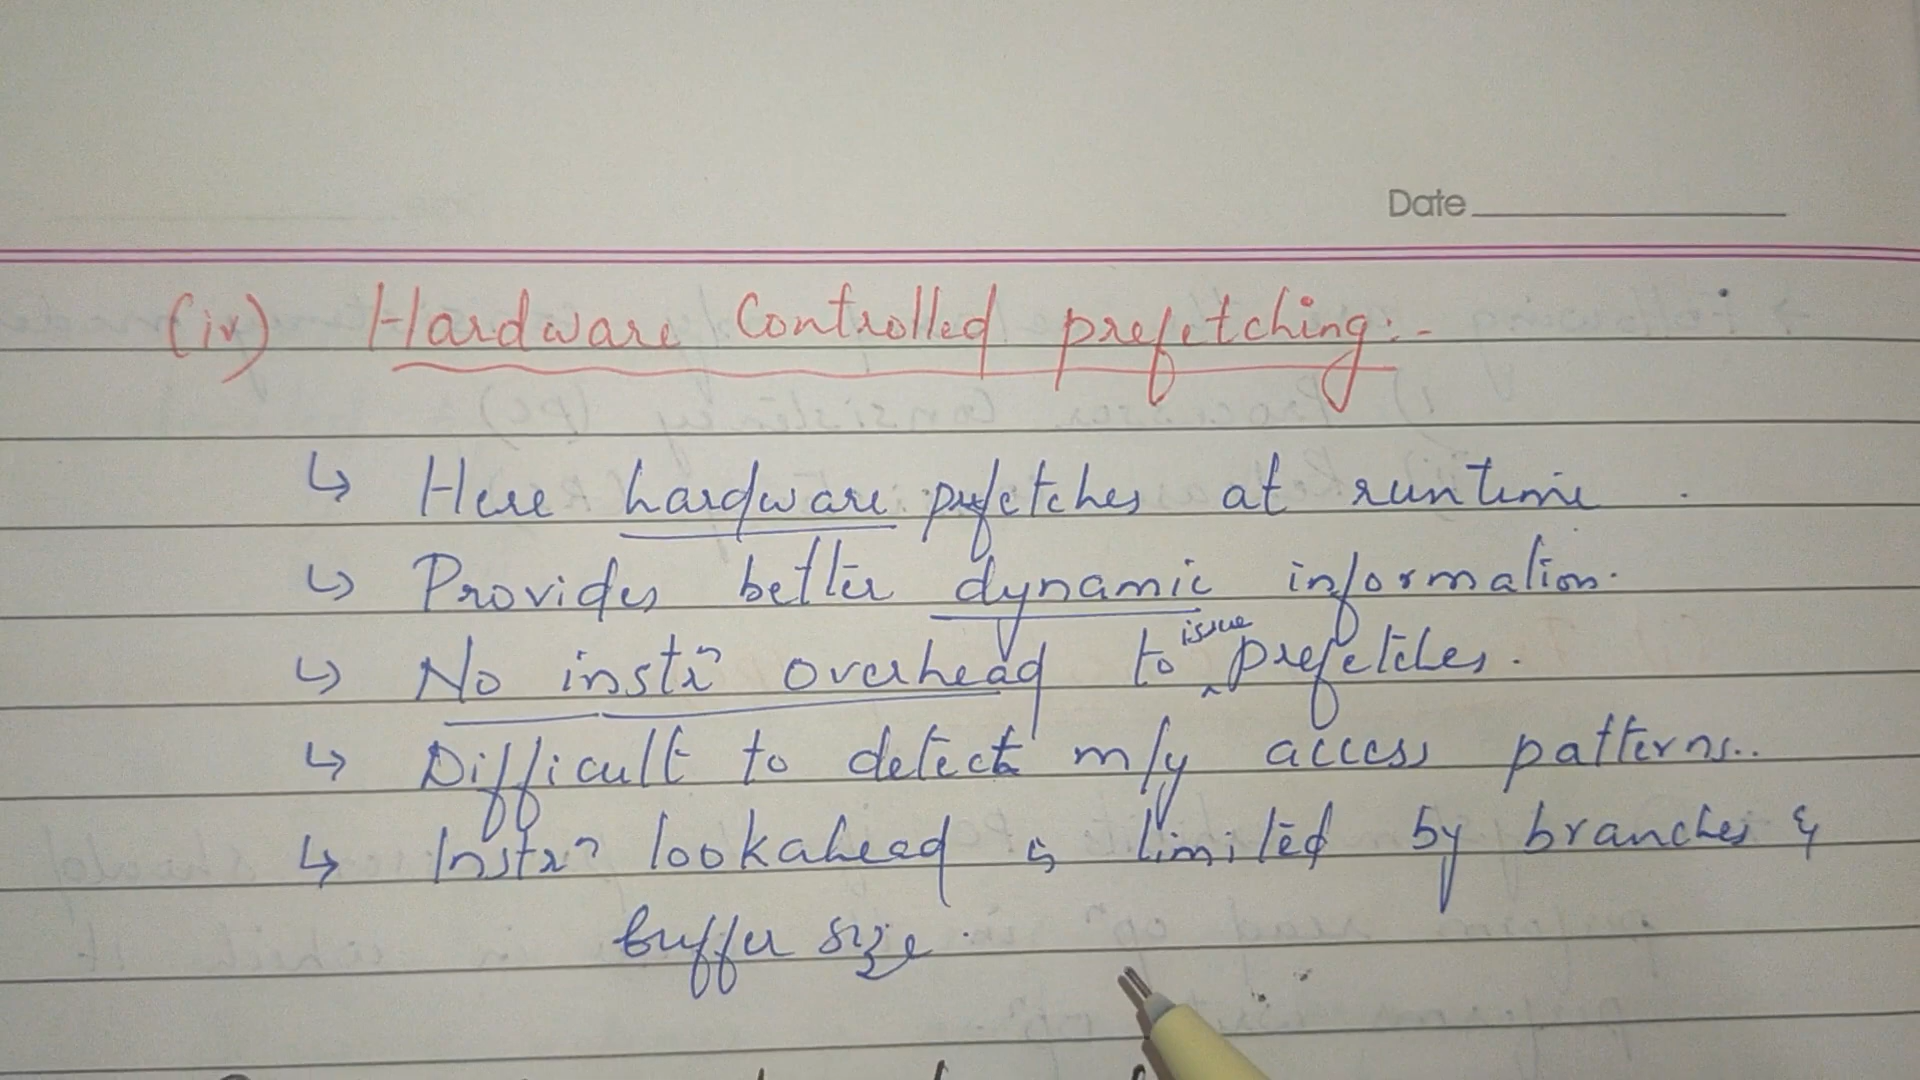 Date
(iv) Hardware Controlled prefetching:-
↳ Here hardware prefetches at runtime.
↳ Provides better dynamic information.
↳ No instrⁿ overhead to issue prefetches.
↳ Difficult to detect m/y access patterns..
↳ Instrⁿ lookahead is limited by branches &
buffer size.